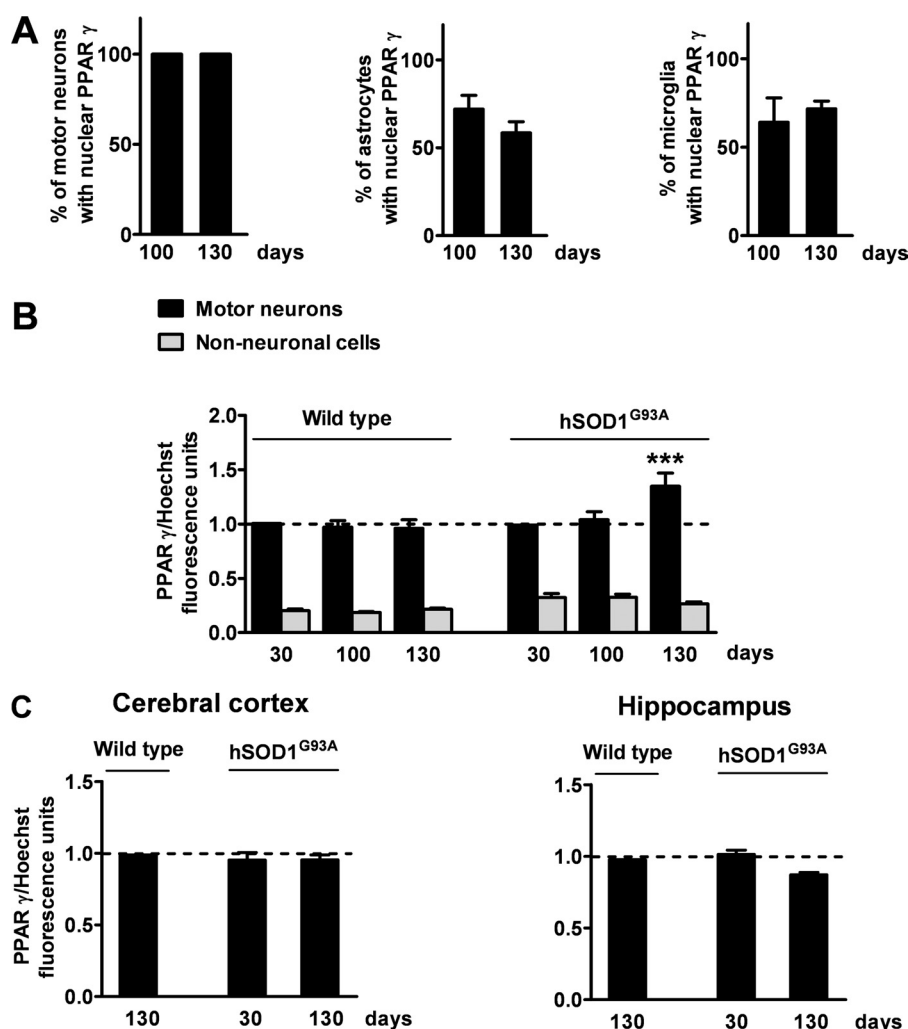 A
% of motor neurons
with nuclear PPAR γ
100
50
0
100 130 days
% of astrocytes
with nuclear PPAR γ
100
50
0
100 130 days
% of microglia
with nuclear PPAR γ
100
50
0
100 130 days
B
Motor neurons
Non-neuronal cells
PPAR γ/Hoechst
fluorescence units
2.0
1.5
1.0
0.5
0.0
Wild type
hSOD1G93A
***
30 100 130 30 100 130 days
C
Cerebral cortex
Wild type hSOD1G93A
PPAR γ/Hoechst
fluorescence units
1.5
1.0
0.5
0.0
130 30 130 days
Hippocampus
Wild type hSOD1G93A
1.5
1.0
0.5
0.0
130 30 130 days